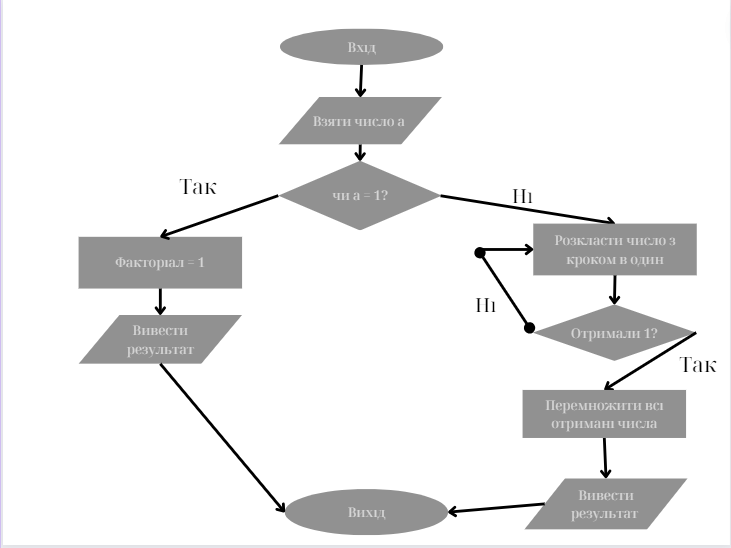 Вхід
Взяти число а
чи а = 1?
Так
Ні
Факторіал = 1
Розкласти число з
кроком в один
Ні
Отримали 1?
Вивести
результат
Так
Перемножити всі
отримані числа
Вивести
результат
Вихід